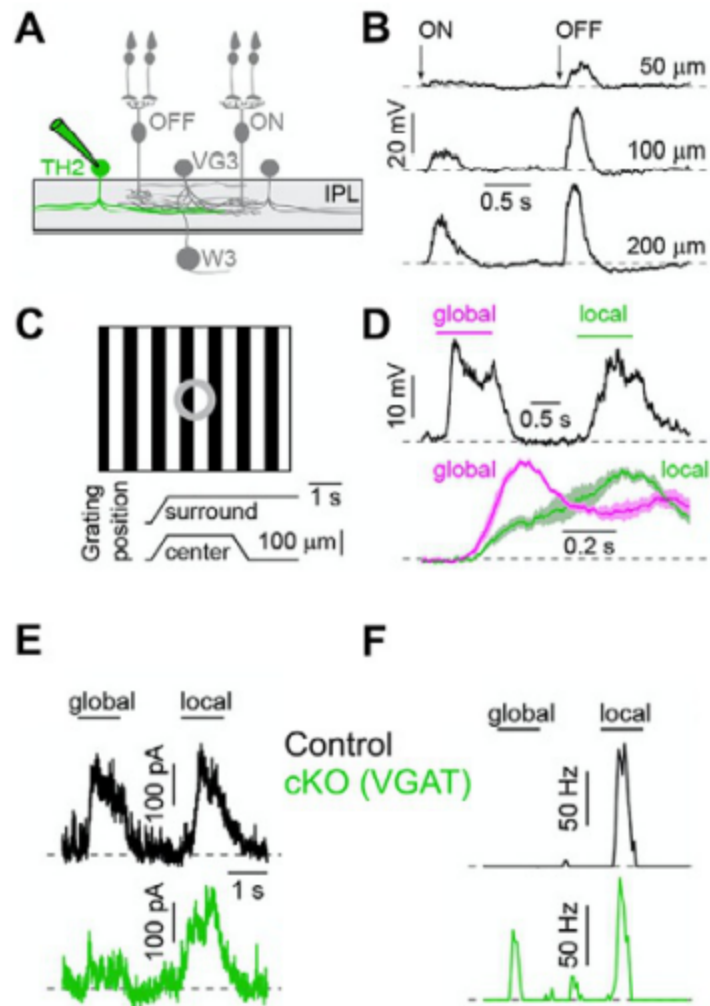 A
OFF
ON
TH2
VG3
IPL
W3
B
ON
OFF
50 μm
20 mV
100 μm
0.5 s
200 μm
C
Grating
position
surround
1 s
center
100 μm
D
global
local
10 mV
0.5 s
global
local
0.2 s
E
global
local
100 pA
1 s
100 pA
Control
cKO (VGAT)
F
global
local
50 Hz
50 Hz